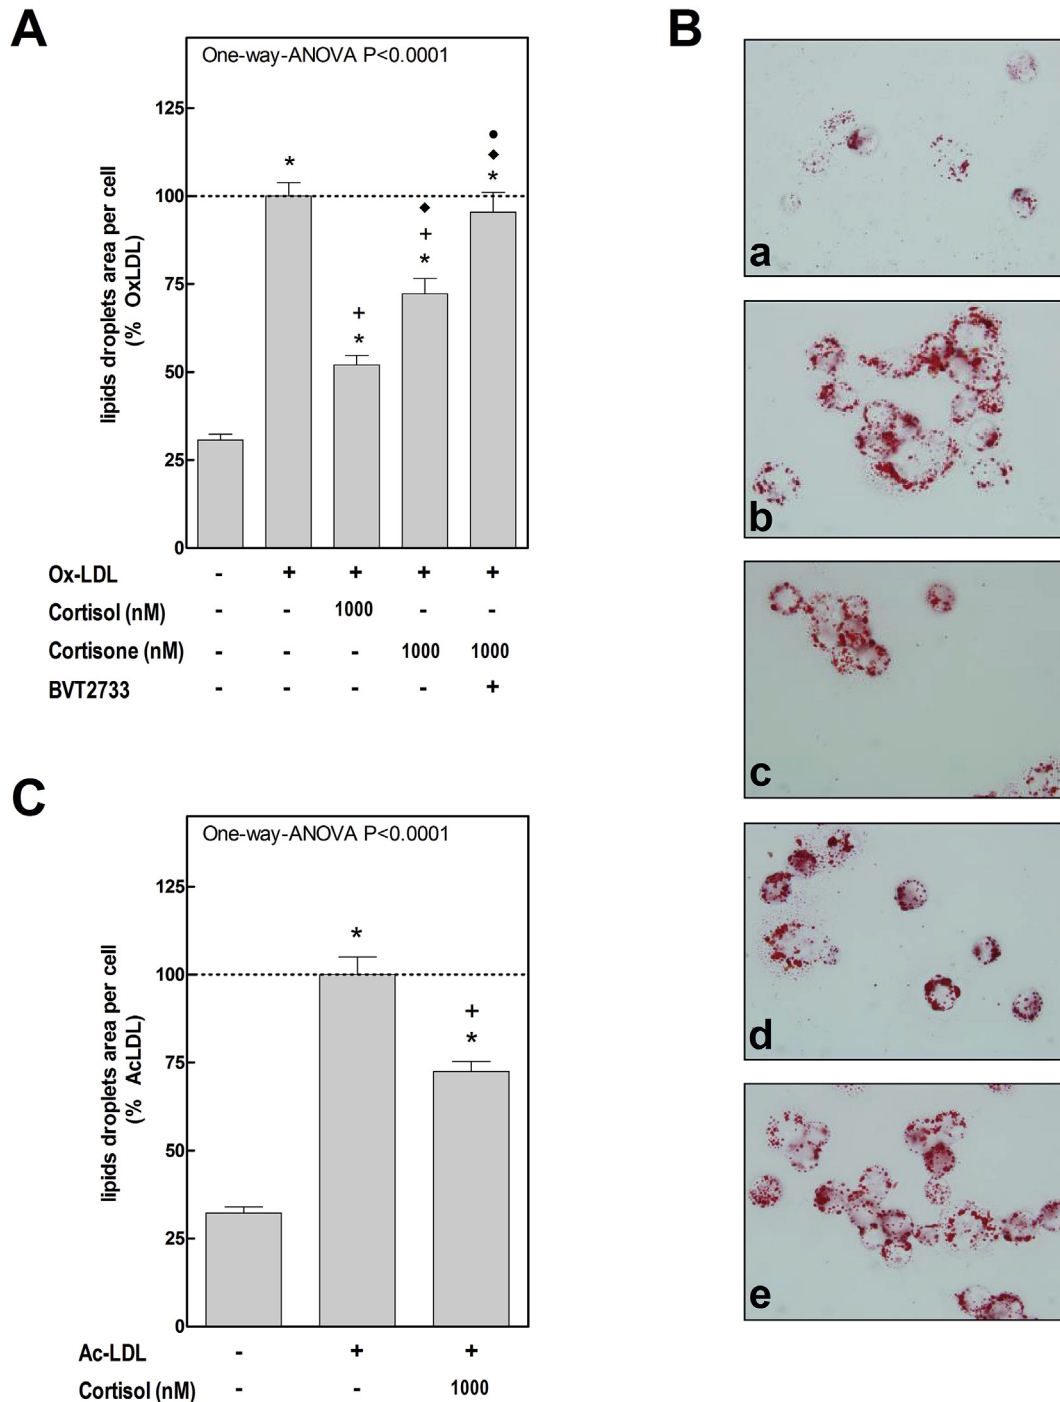 A
One-way-ANOVA P<0.0001
125
100
75
50
25
0
lipids droplets area per cell
(% OxLDL)
* + * ◆ + * ● ◆ *
Ox-LDL - + + + +
Cortisol (nM) - - 1000 - -
Cortisone (nM) - - - 1000 1000
BVT2733 - - - - +
B
a
b
c
d
e
C
One-way-ANOVA P<0.0001
125
100
75
50
25
0
lipids droplets area per cell
(% AcLDL)
* + *
Ac-LDL - + +
Cortisol (nM) - - 1000